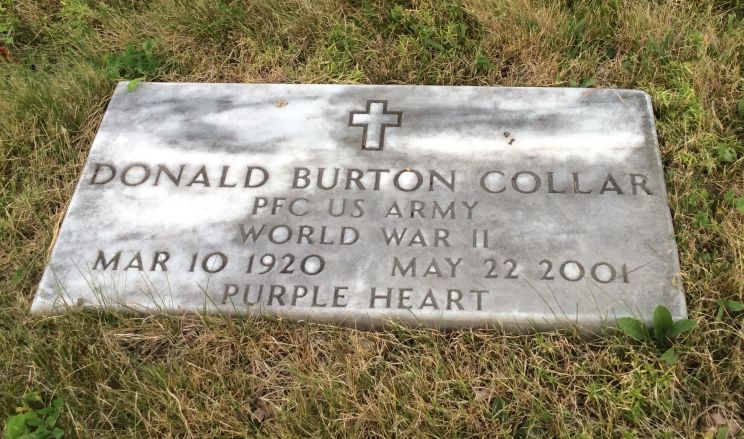 DONALD BURTON COLLAR
PFC US ARMY
WORLD WAR II
MAR 10 1920 MAY 22 2001
PURPLE HEART